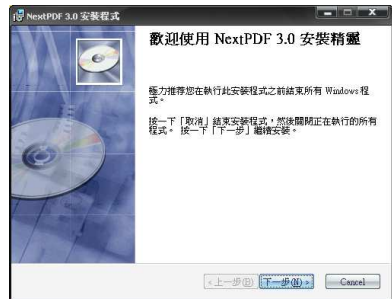 NextPDF 3.0 安裝程式
歡迎使用 NextPDF 3.0 安裝精靈
極力推荐您在執行此安裝程式之前結束所有 Windows 程
式。
按一下「取消」結束安裝程式，然後關閉正在執行的所有
程式。 按一下「下一步」繼續安裝。
<上一步(B) 下一步(N) > Cancel